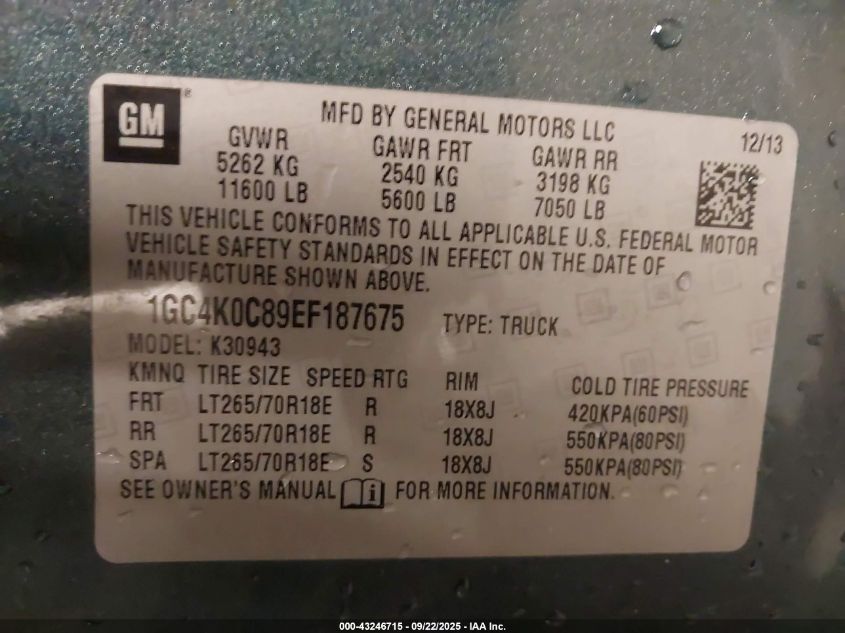 GM®
MFD BY GENERAL MOTORS LLC
12/13
GVWR GAWR FRT GAWR RR
5262 KG 2540 KG 3198 KG
11600 LB 5600 LB 7050 LB
THIS VEHICLE CONFORMS TO ALL APPLICABLE U.S. FEDERAL MOTOR
VEHICLE SAFETY STANDARDS IN EFFECT ON THE DATE OF
MANUFACTURE SHOWN ABOVE.
1GC4K0C89EF187675 TYPE: TRUCK
MODEL: K30943
KMNQ TIRE SIZE SPEED RTG RIM COLD TIRE PRESSURE
FRT LT265/70R18E R 18X8J 420KPA(60PSI)
RR LT265/70R18E R 18X8J 550KPA(80PSI)
SPA LT265/70R18E S 18X8J 550KPA(80PSI)
SEE OWNER'S MANUAL i FOR MORE INFORMATION.
000-43246715 - 09/22/2025 - IAA Inc.